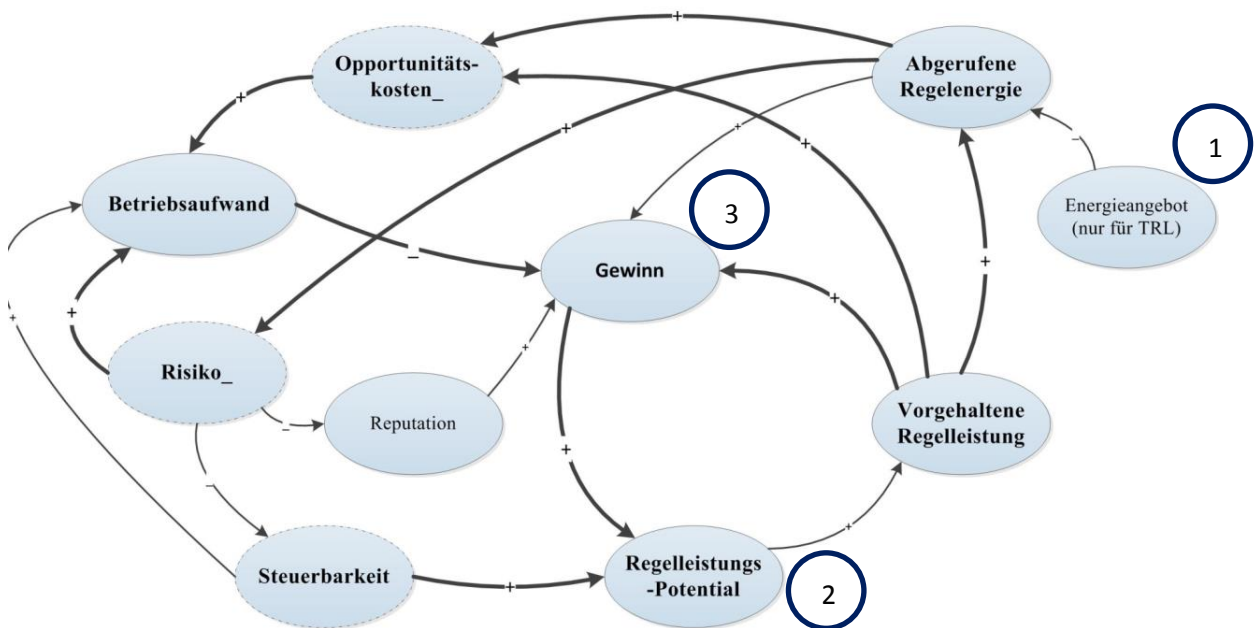 +
Opportunitäts-
kosten_
Abgerufene
Regelenergie
+
+
+
+
–
1
Betriebsaufwand
Energieangebot
(nur für TRL)
3
–
Gewinn
+
+
+
+
+
Risiko_
–
Reputation
Vorgehaltene
Regelleistung
–
+
+
Steuerbarkeit
+
Regelleistungs
-Potential
2